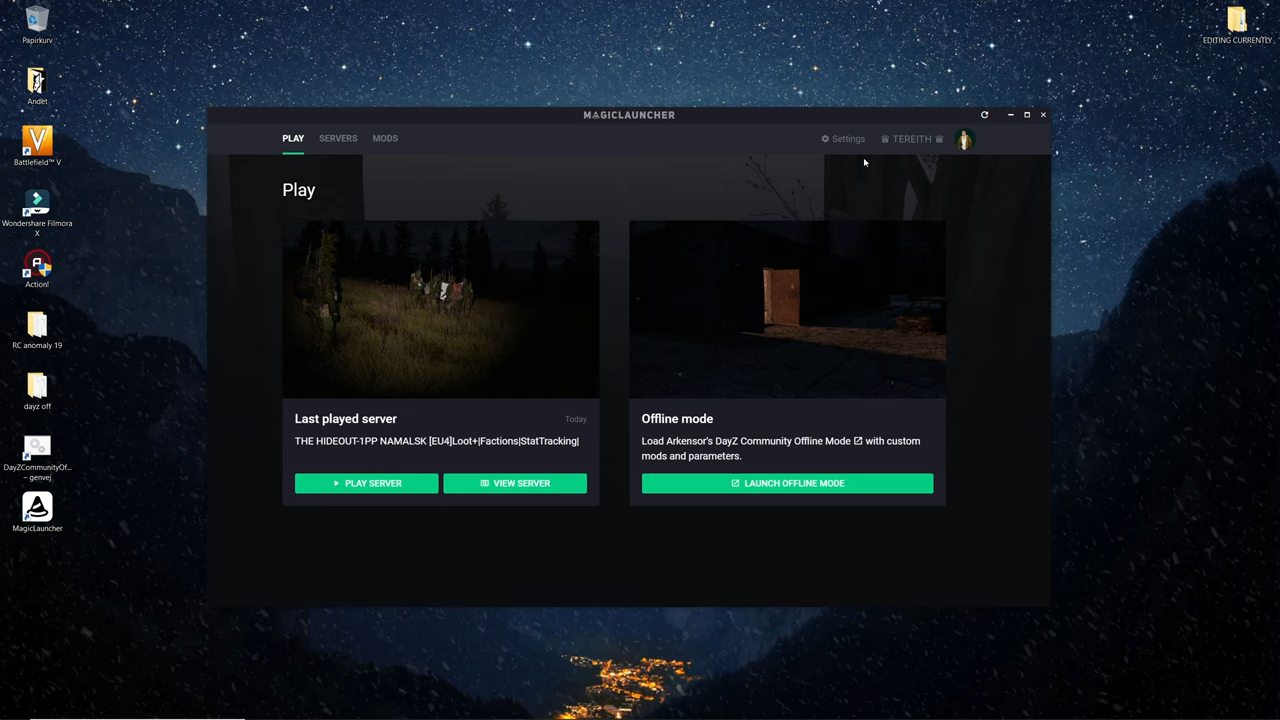 Papirkurv
EDITING CURRENTLY
Andet
Battlefield™ V
Wondershare Filmora
X
Action!
RC anomaly 19
dayz off
DayZCommunityOf...
– genvej
MagicLauncher
MAGICLAUNCHER
PLAY SERVERS MODS Settings TEREITH
Play
Last played server Today
THE HIDEOUT-1PP NAMALSK [EU4]Loot+|Factions|StatTracking|
PLAY SERVER VIEW SERVER
Offline mode
Load Arkensor's DayZ Community Offline Mode with custom
mods and parameters.
LAUNCH OFFLINE MODE